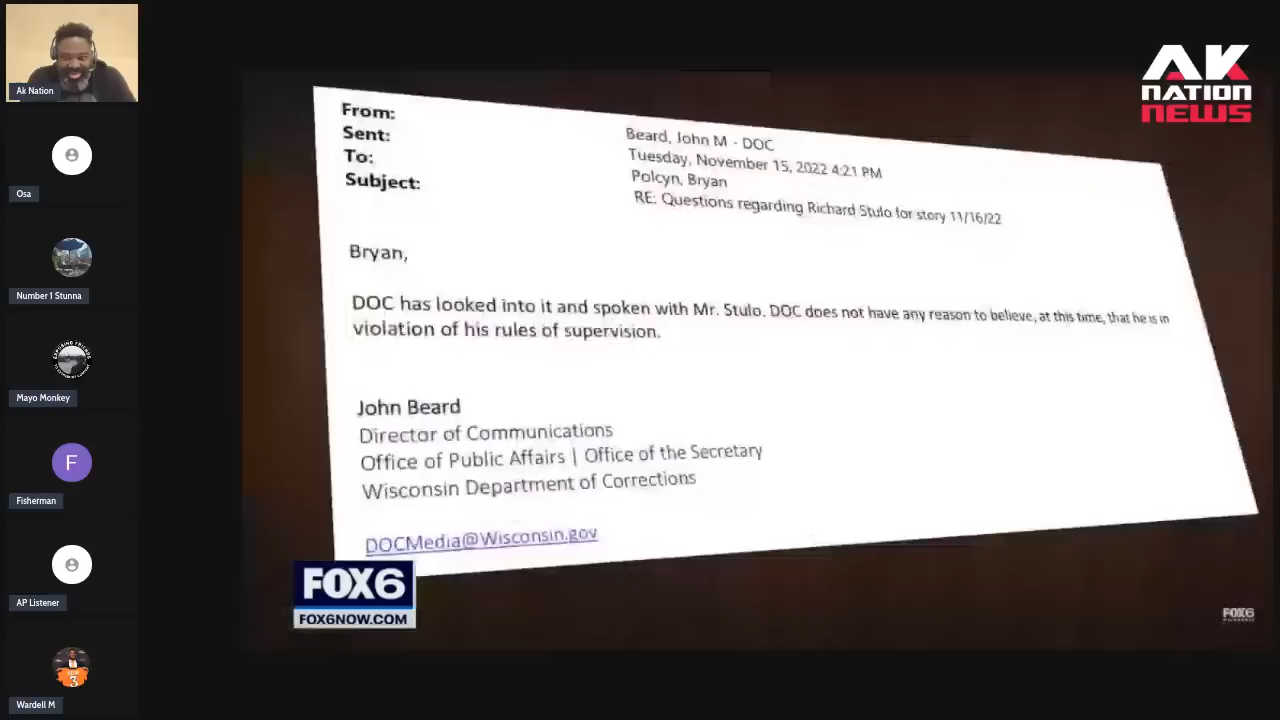 Ak Nation
Osa
Number 1 Stunna
Mayo Monkey
F
Fisherman
AP Listener
3
Wardell M
AK
NATION
NEWS
From:
Sent:
To:
Subject:
Beard, John M - DOC
Tuesday, November 15, 2022 4:21 PM
Polcyn, Bryan
RE: Questions regarding Richard Stulo for story 11/16/22
Bryan,
DOC has looked into it and spoken with Mr. Stulo. DOC does not have any reason to believe, at this time, that he is in
violation of his rules of supervision.
John Beard
Director of Communications
Office of Public Affairs | Office of the Secretary
Wisconsin Department of Corrections
DOCMedia@Wisconsin.gov
FOX6
FOX6NOW.COM
FOX6